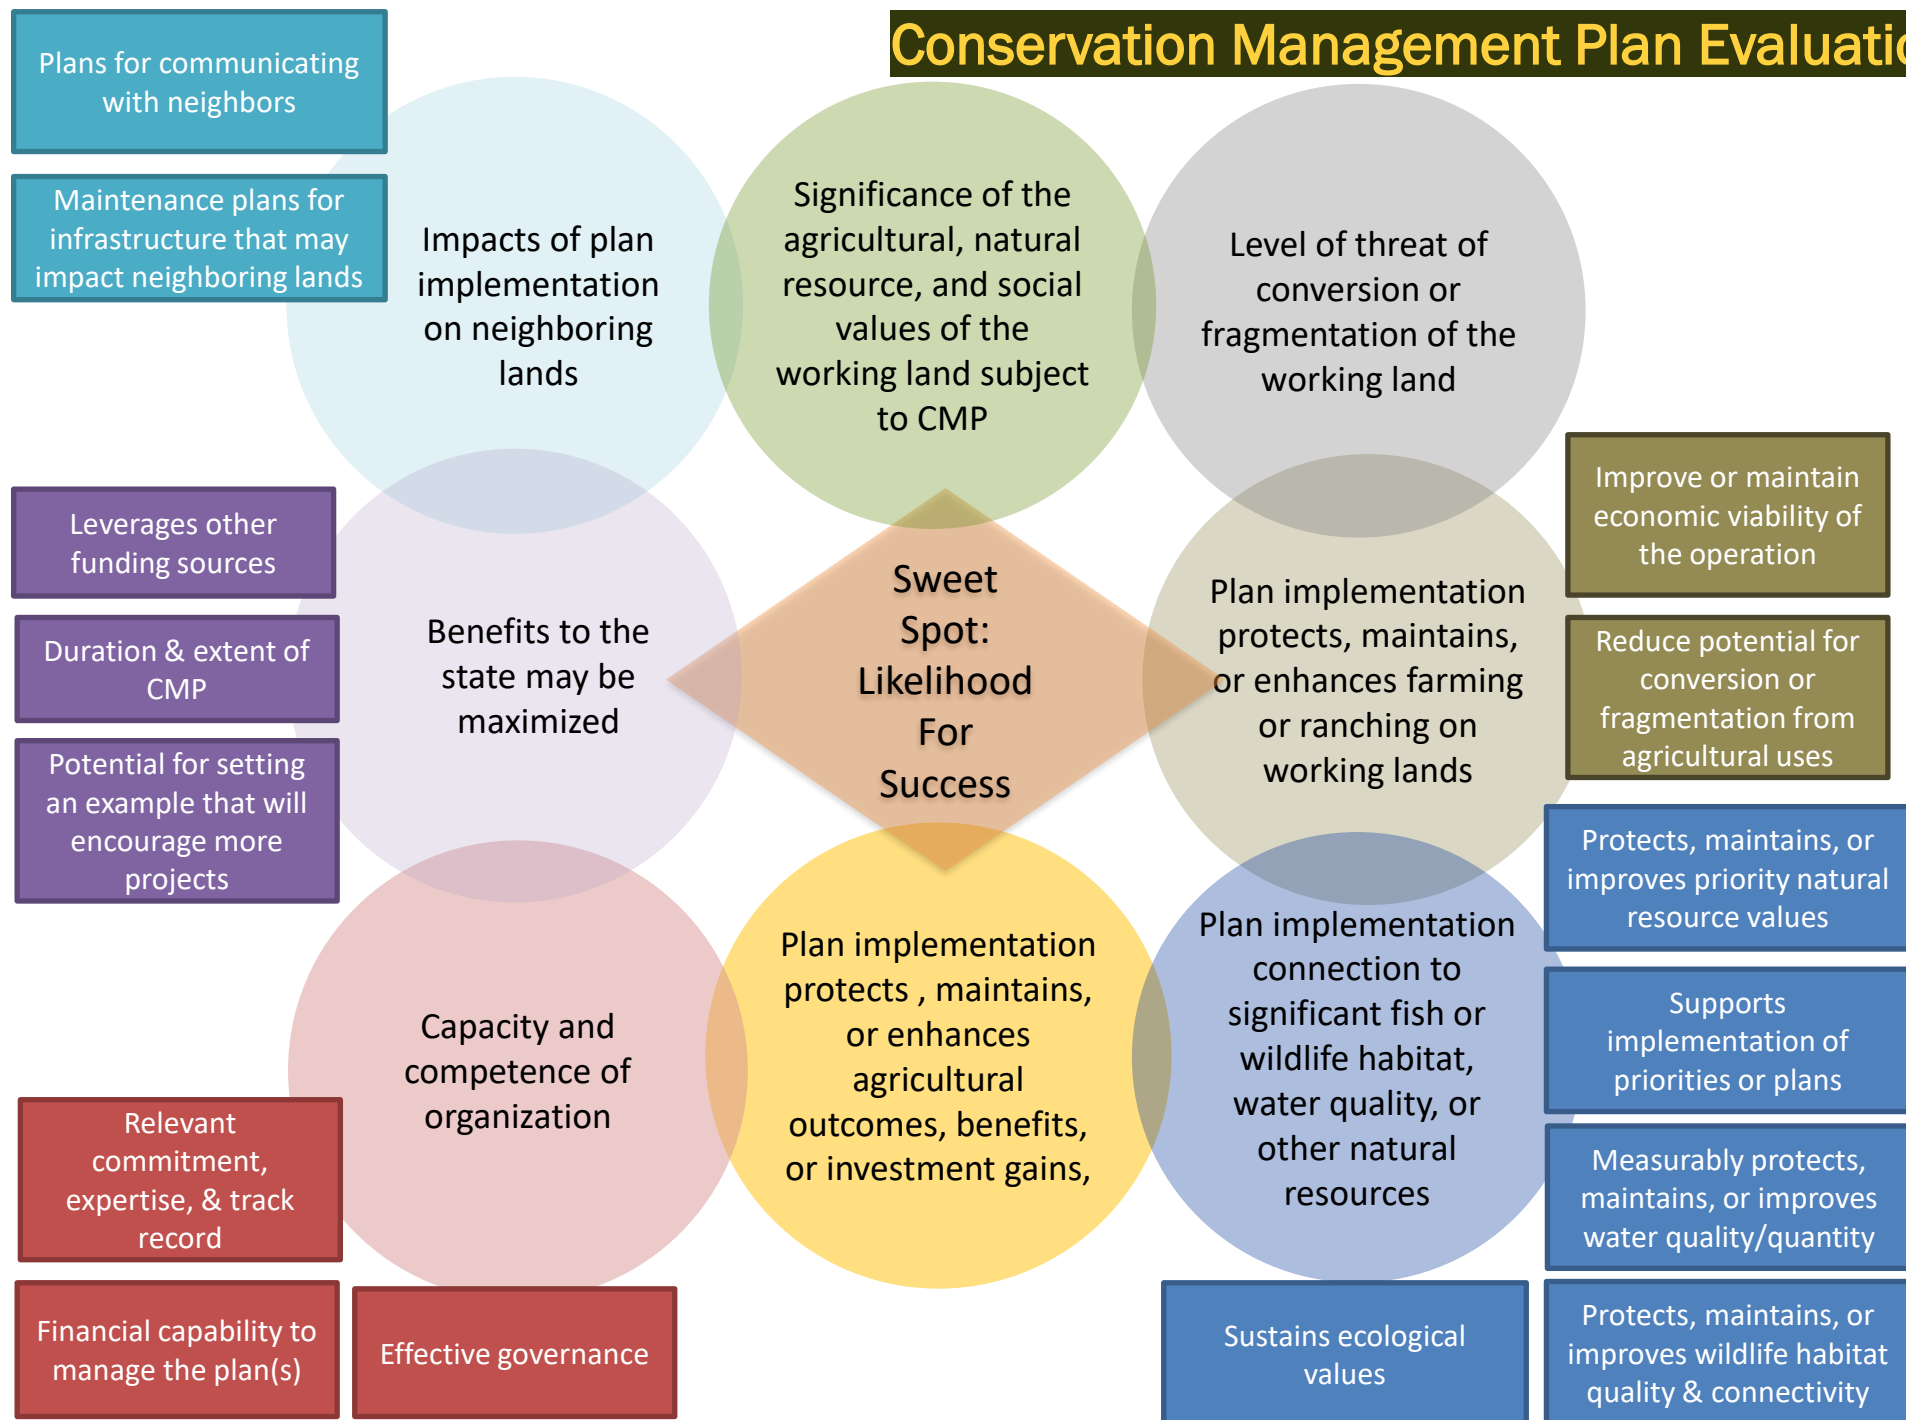 Conservation Management Plan Evaluatio
Plans for communicating
with neighbors
Maintenance plans for
infrastructure that may
impact neighboring lands
Impacts of plan
implementation
on neighboring
lands
Significance of the
agricultural, natural
resource, and social
values of the
working land subject
to CMP
Level of threat of
conversion or
fragmentation of the
working land
Leverages other
funding sources
Duration & extent of
CMP
Potential for setting
an example that will
encourage more
projects
Benefits to the
state may be
maximized
Sweet
Spot:
Likelihood
For
Success
Plan implementation
protects, maintains,
or enhances farming
or ranching on
working lands
Improve or maintain
economic viability of
the operation
Reduce potential for
conversion or
fragmentation from
agricultural uses
Capacity and
competence of
organization
Relevant
commitment,
expertise, & track
record
Financial capability to
manage the plan(s)
Effective governance
Plan implementation
protects , maintains,
or enhances
agricultural
outcomes, benefits,
or investment gains,
Plan implementation
connection to
significant fish or
wildlife habitat,
water quality, or
other natural
resources
Protects, maintains, or
improves priority natural
resource values
Supports
implementation of
priorities or plans
Measurably protects,
maintains, or improves
water quality/quantity
Sustains ecological
values
Protects, maintains, or
improves wildlife habitat
quality & connectivity